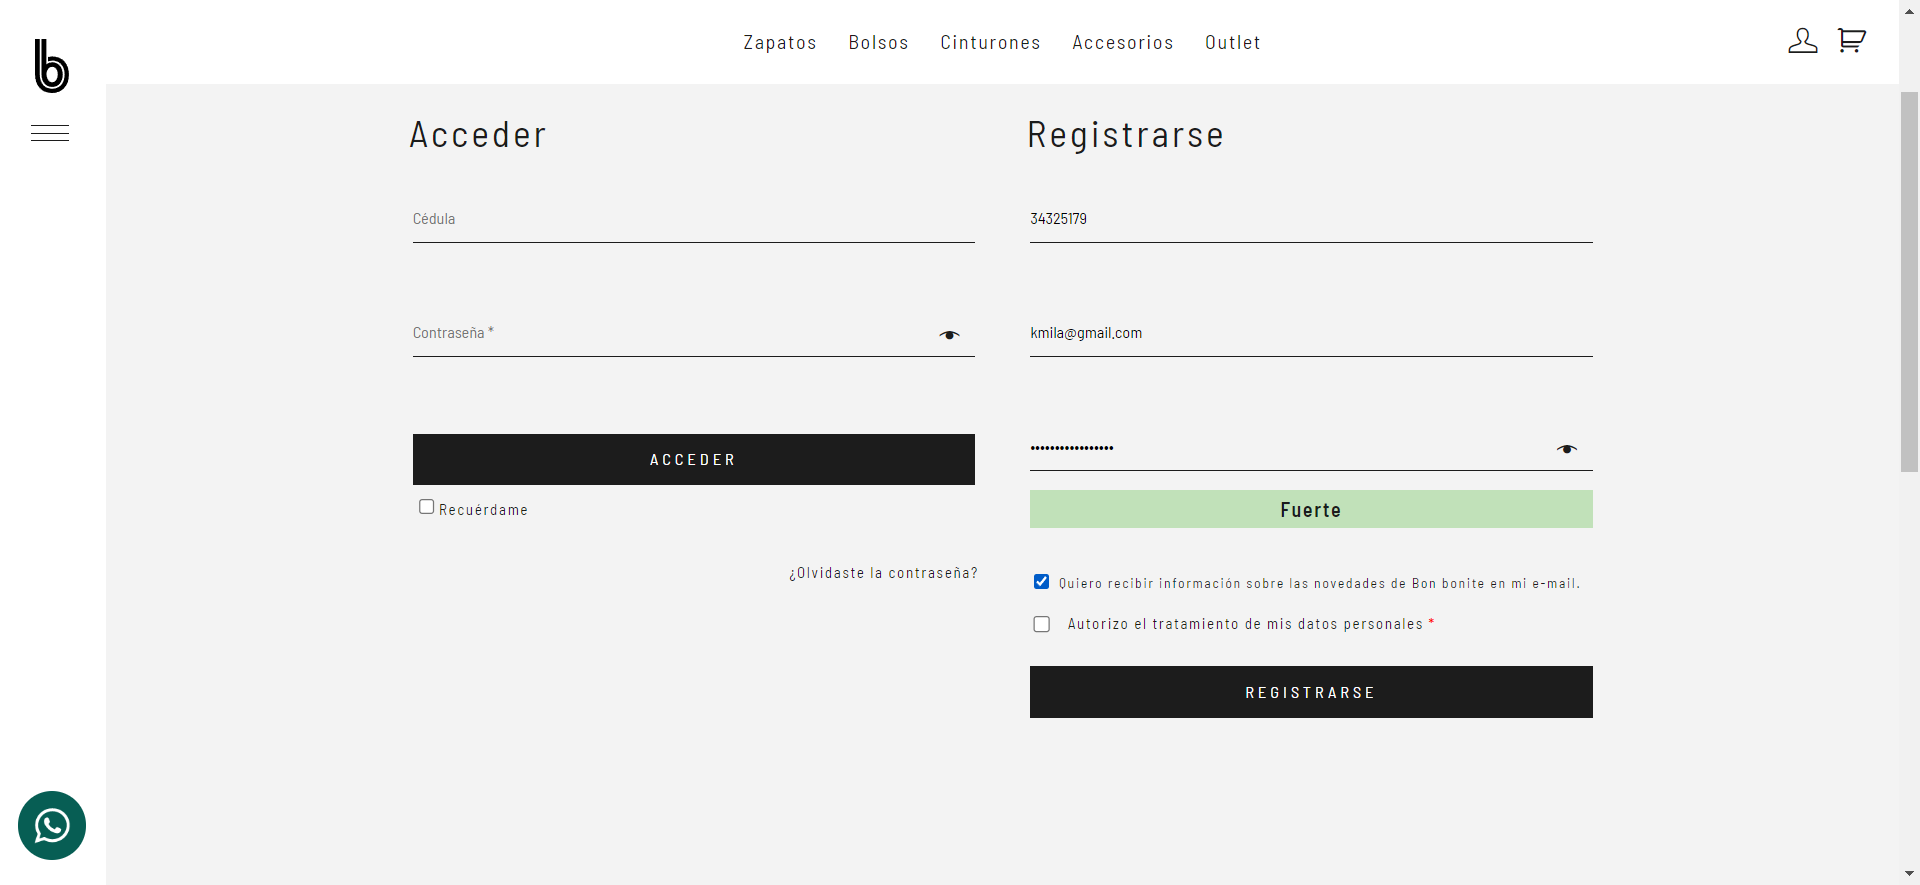 b
Zapatos Bolsos Cinturones Accesorios Outlet
Acceder
Cédula
Contraseña *
ACCEDER
Recuérdame
¿Olvidaste la contraseña?
Registrarse
34325179
kmila@gmail.com
•••••••••••••••••
Fuerte
Quiero recibir información sobre las novedades de Bon bonite en mi e-mail.
Autorizo el tratamiento de mis datos personales *
REGISTRARSE